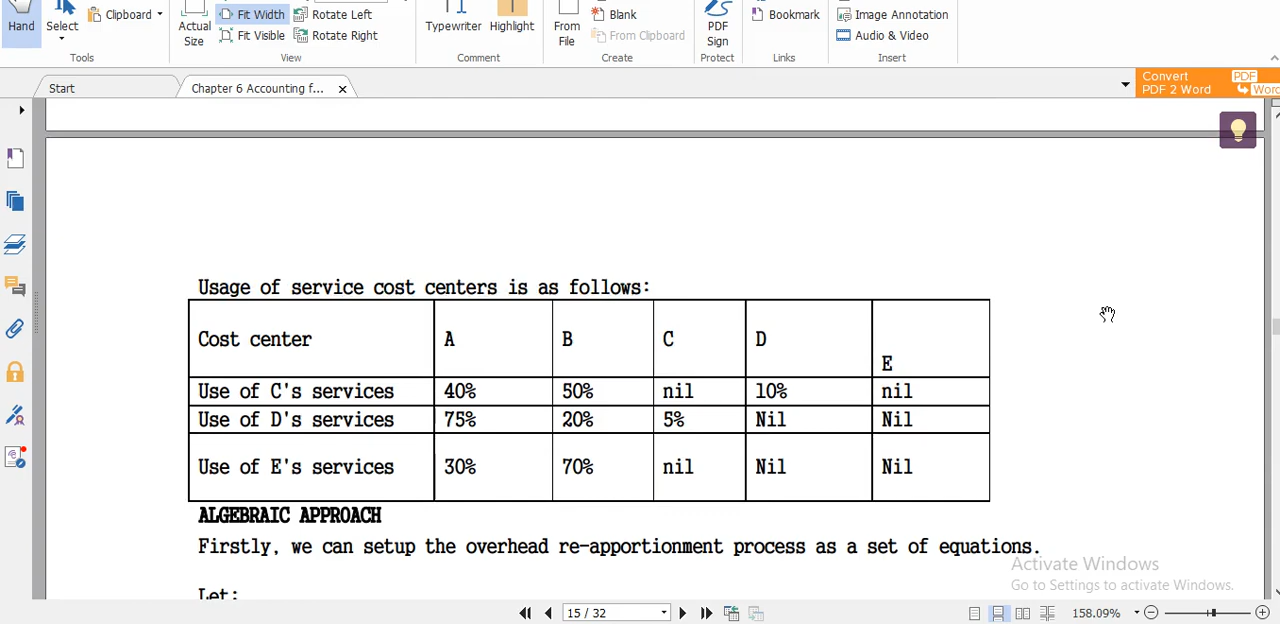 Hand
Select
Clipboard
Tools
Actual Size
Fit Width
Fit Visible
Rotate Left
Rotate Right
View
Typewriter
Highlight
Comment
From File
Blank
From Clipboard
Create
PDF Sign
Protect
Bookmark
Links
Image Annotation
Audio & Video
Insert
Start
Chapter 6 Accounting f...
Convert PDF
PDF 2 Word
Word
Usage of service cost centers is as follows:
Cost center A B C D E
Use of C's services 40% 50% nil 10% nil
Use of D's services 75% 20% 5% Nil Nil
Use of E's services 30% 70% nil Nil Nil
ALGEBRAIC APPROACH
Firstly, we can setup the overhead re-apportionment process as a set of equations.
Let:
Activate Windows
Go to Settings to activate Windows.
15 / 32
158.09%